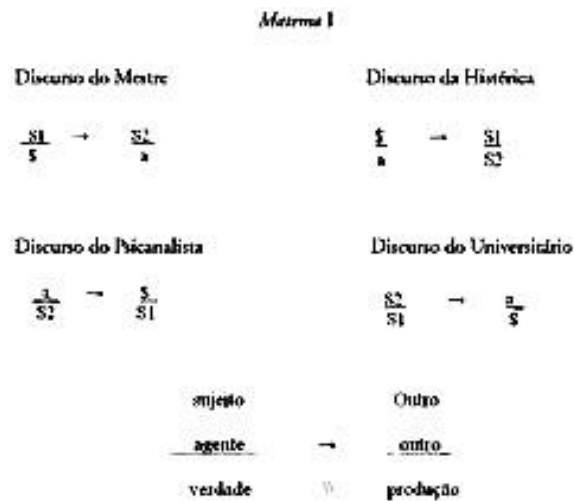 Matema I
Discurso do Mestre Discurso da Histérica
S1 → S2 $ → S1
$ a a S2
Discurso do Psicanalista Discurso do Universitário
a → $ S2 → a
S2 S1 S1 $
sujeito Outro
agente → outro
verdade \\ produção